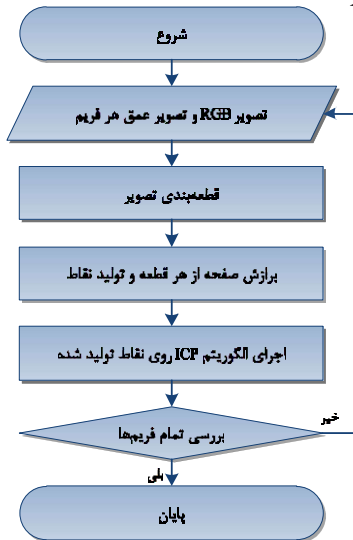 شروع
تصویر RGB و تصویر عمق هر فریم
قطعه‌بندی تصویر
برازش صفحه از هر قطعه و تولید نقاط
اجرای الگوریتم ICP روی نقاط تولید شده
بررسی تمام فریم‌ها
خیر
بلی
پایان